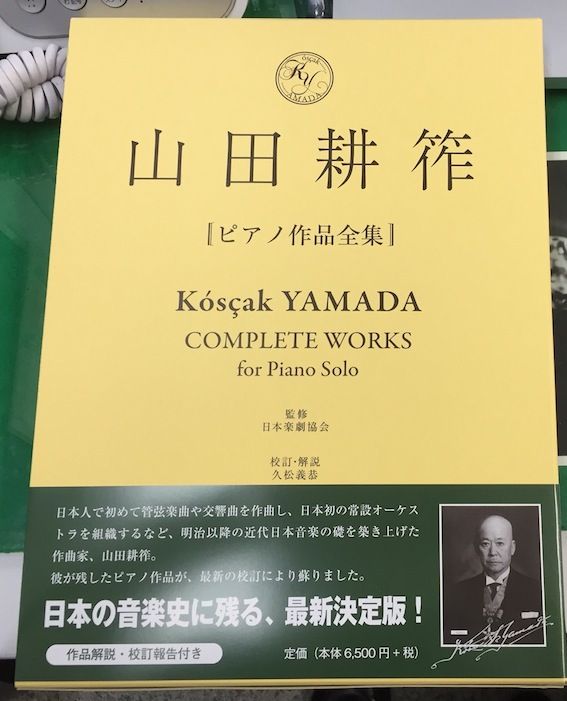 ósçak
KY
AMADA
山田耕筰
〚ピアノ作品全集〛
Kósçak YAMADA
COMPLETE WORKS
for Piano Solo
監修
日本楽劇協会
校訂・解説
久松義恭
日本人で初めて管弦楽曲や交響曲を作曲し、日本初の常設オーケス
トラを組織するなど、明治以降の近代日本音楽の礎を築き上げた
作曲家、山田耕筰。
彼が残したピアノ作品が、最新の校訂により蘇りました。
日本の音楽史に残る、最新決定版！
作品解説・校訂報告付き
定価（本体6,500円+税）